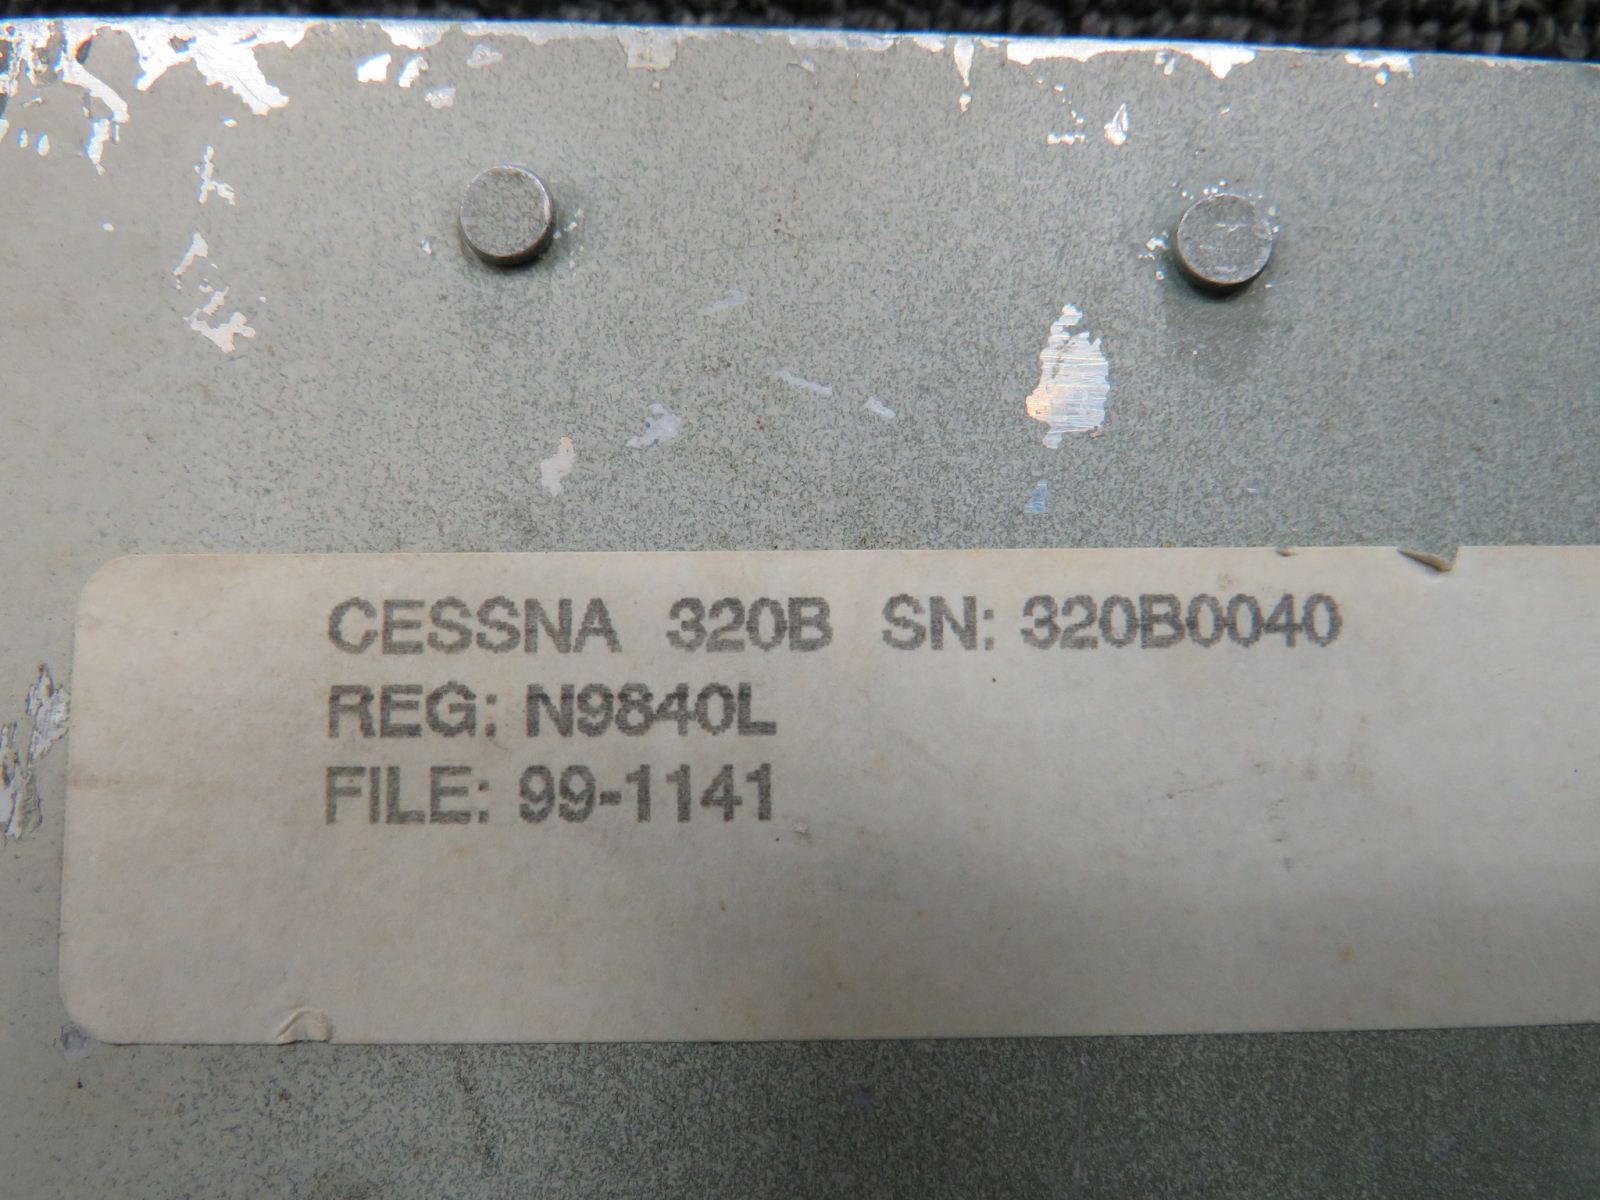 CESSNA 320B SN: 320B0040
REG: N9840L
FILE: 99-1141